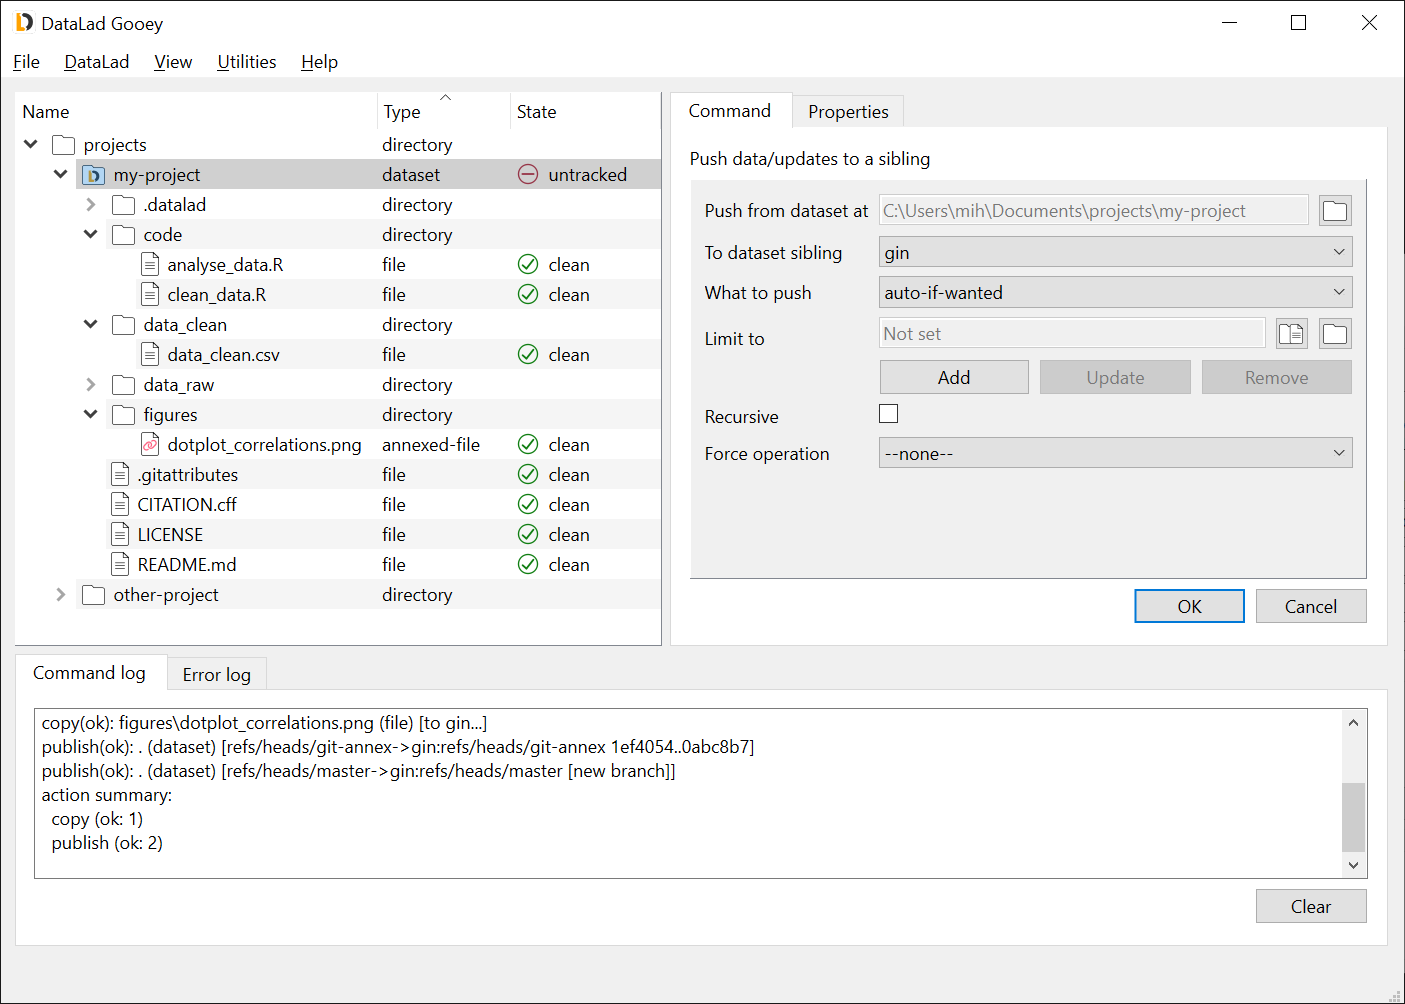 DataLad Gooey
File DataLad View Utilities Help
Name Type State
projects directory
my-project dataset untracked
.datalad directory
code directory
analyse_data.R file clean
clean_data.R file clean
data_clean directory
data_clean.csv file clean
data_raw directory
figures directory
dotplot_correlations.png annexed-file clean
.gitattributes file clean
CITATION.cff file clean
LICENSE file clean
README.md file clean
other-project directory
Command Properties
Push data/updates to a sibling
Push from dataset at C:\Users\mih\Documents\projects\my-project
To dataset sibling gin
What to push auto-if-wanted
Limit to Not set
Add Update Remove
Recursive
Force operation --none--
OK Cancel
Command log Error log
copy(ok): figures\dotplot_correlations.png (file) [to gin...]
publish(ok): . (dataset) [refs/heads/git-annex->gin:refs/heads/git-annex 1ef4054..0abc8b7]
publish(ok): . (dataset) [refs/heads/master->gin:refs/heads/master [new branch]]
action summary:
copy (ok: 1)
publish (ok: 2)
Clear